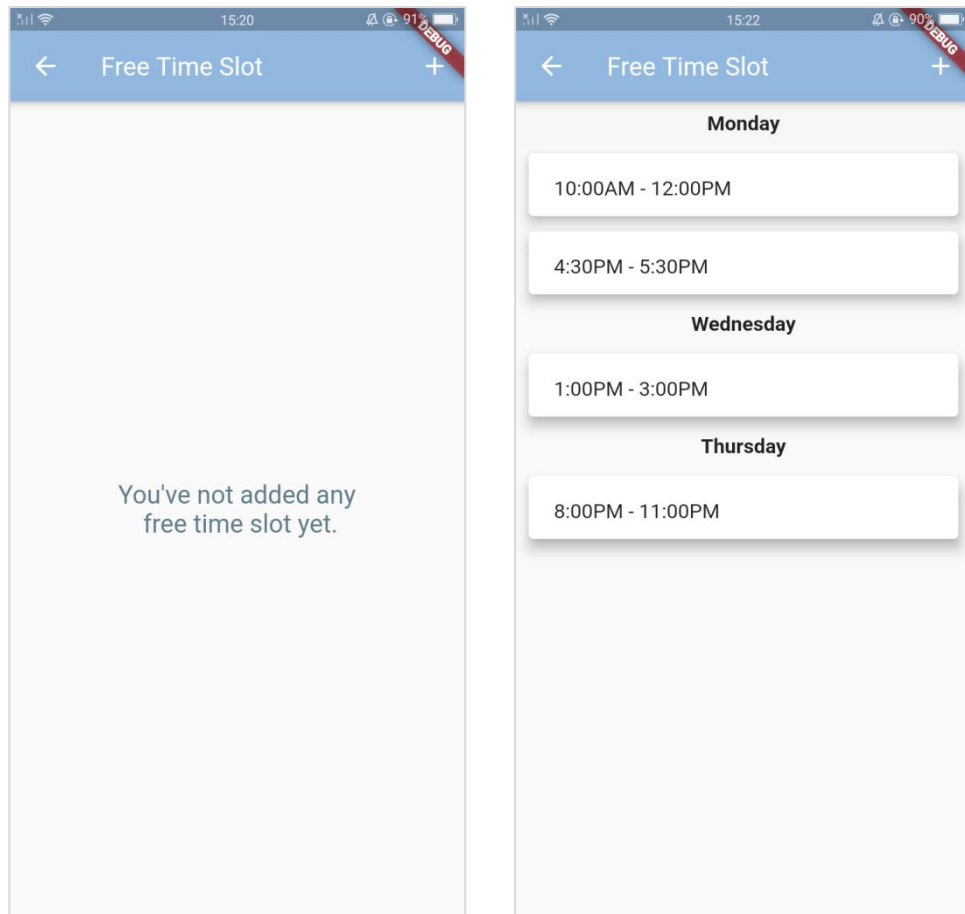 15:20
91%
DEBUG
Free Time Slot
You've not added any
free time slot yet.
15:22
90%
DEBUG
Free Time Slot
Monday
10:00AM - 12:00PM
4:30PM - 5:30PM
Wednesday
1:00PM - 3:00PM
Thursday
8:00PM - 11:00PM